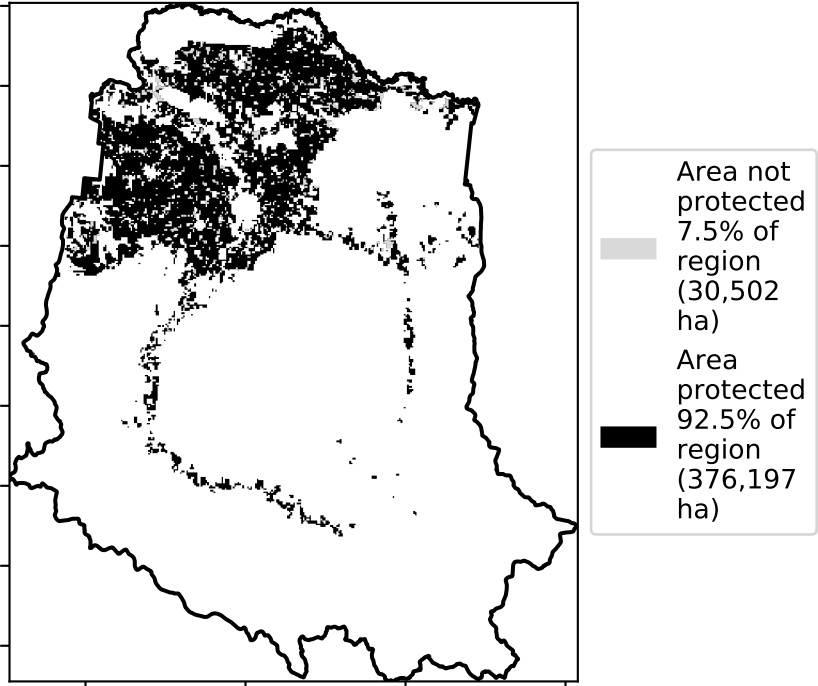 Area not
protected
7.5% of
region
(30,502
ha)
Area
protected
92.5% of
region
(376,197
ha)